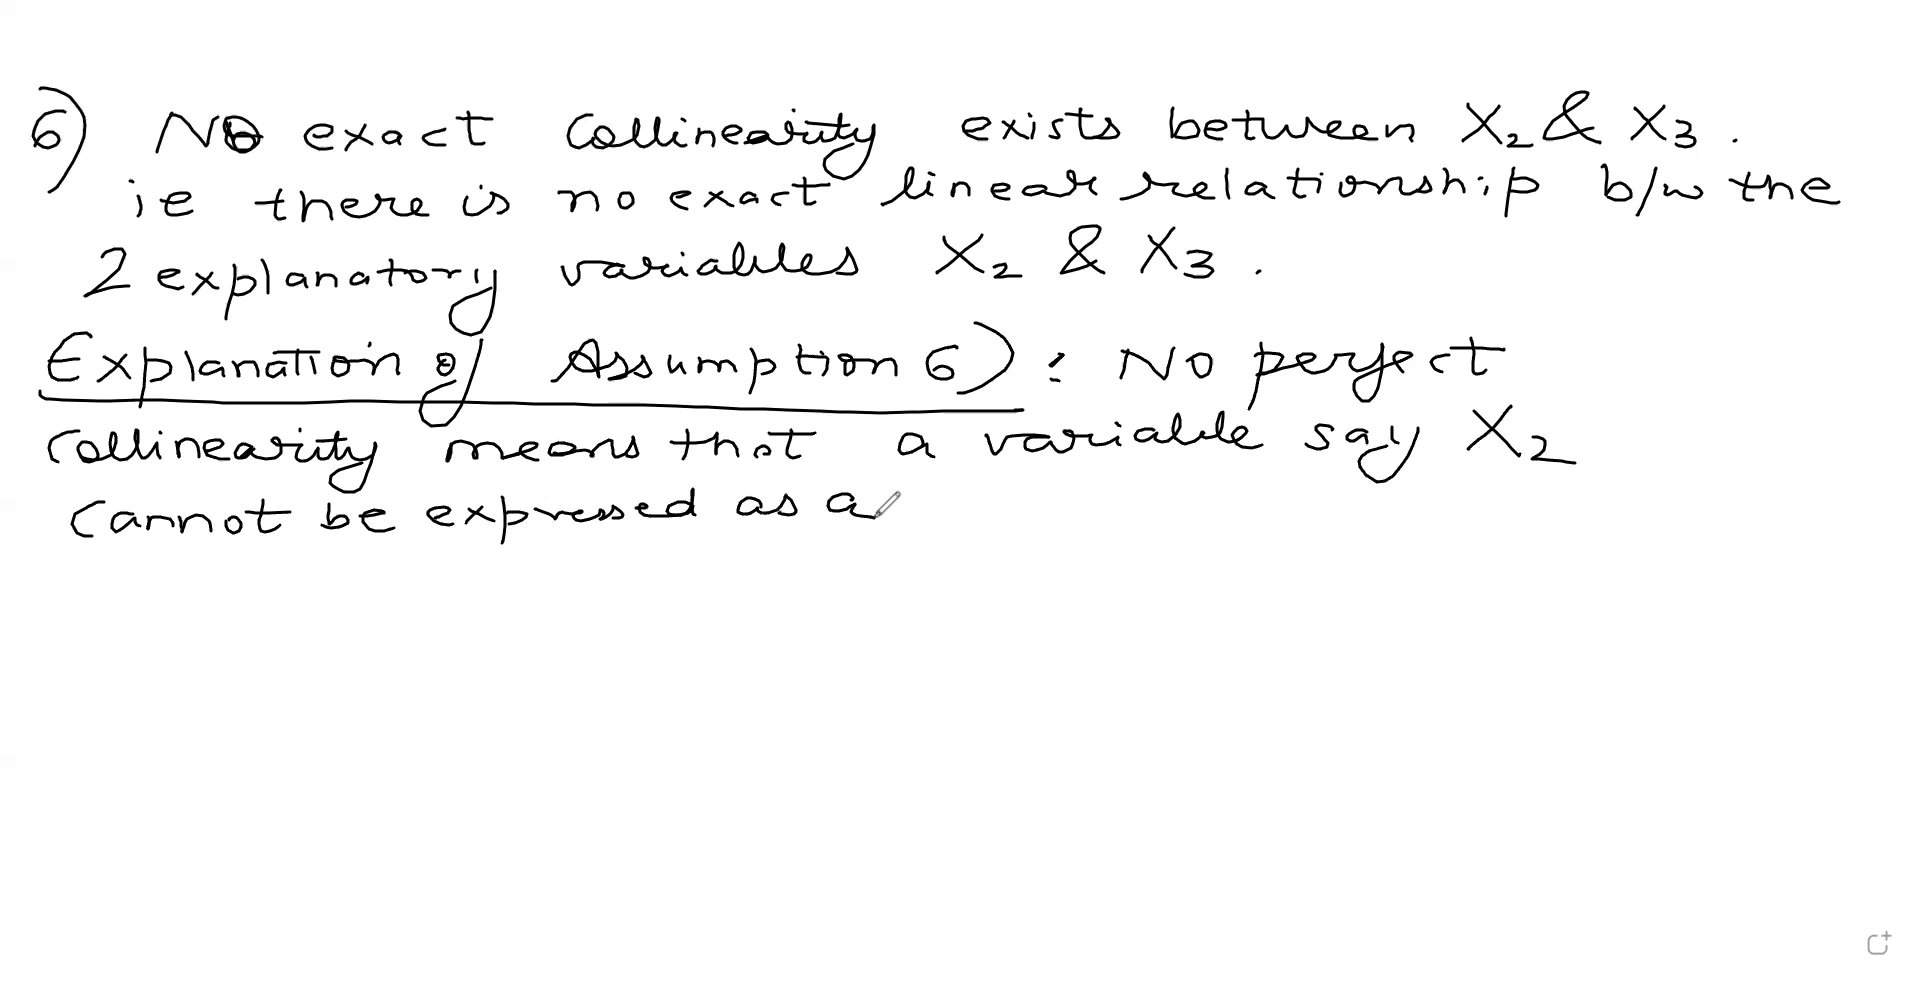 6) No exact collinearity exists between X₂ & X₃.
ie there is no exact linear relationship b/w the
2 explanatory variables X₂ & X₃.
Explanation of Assumption 6) : No perfect
collinearity means that a variable say X₂
cannot be expressed as a